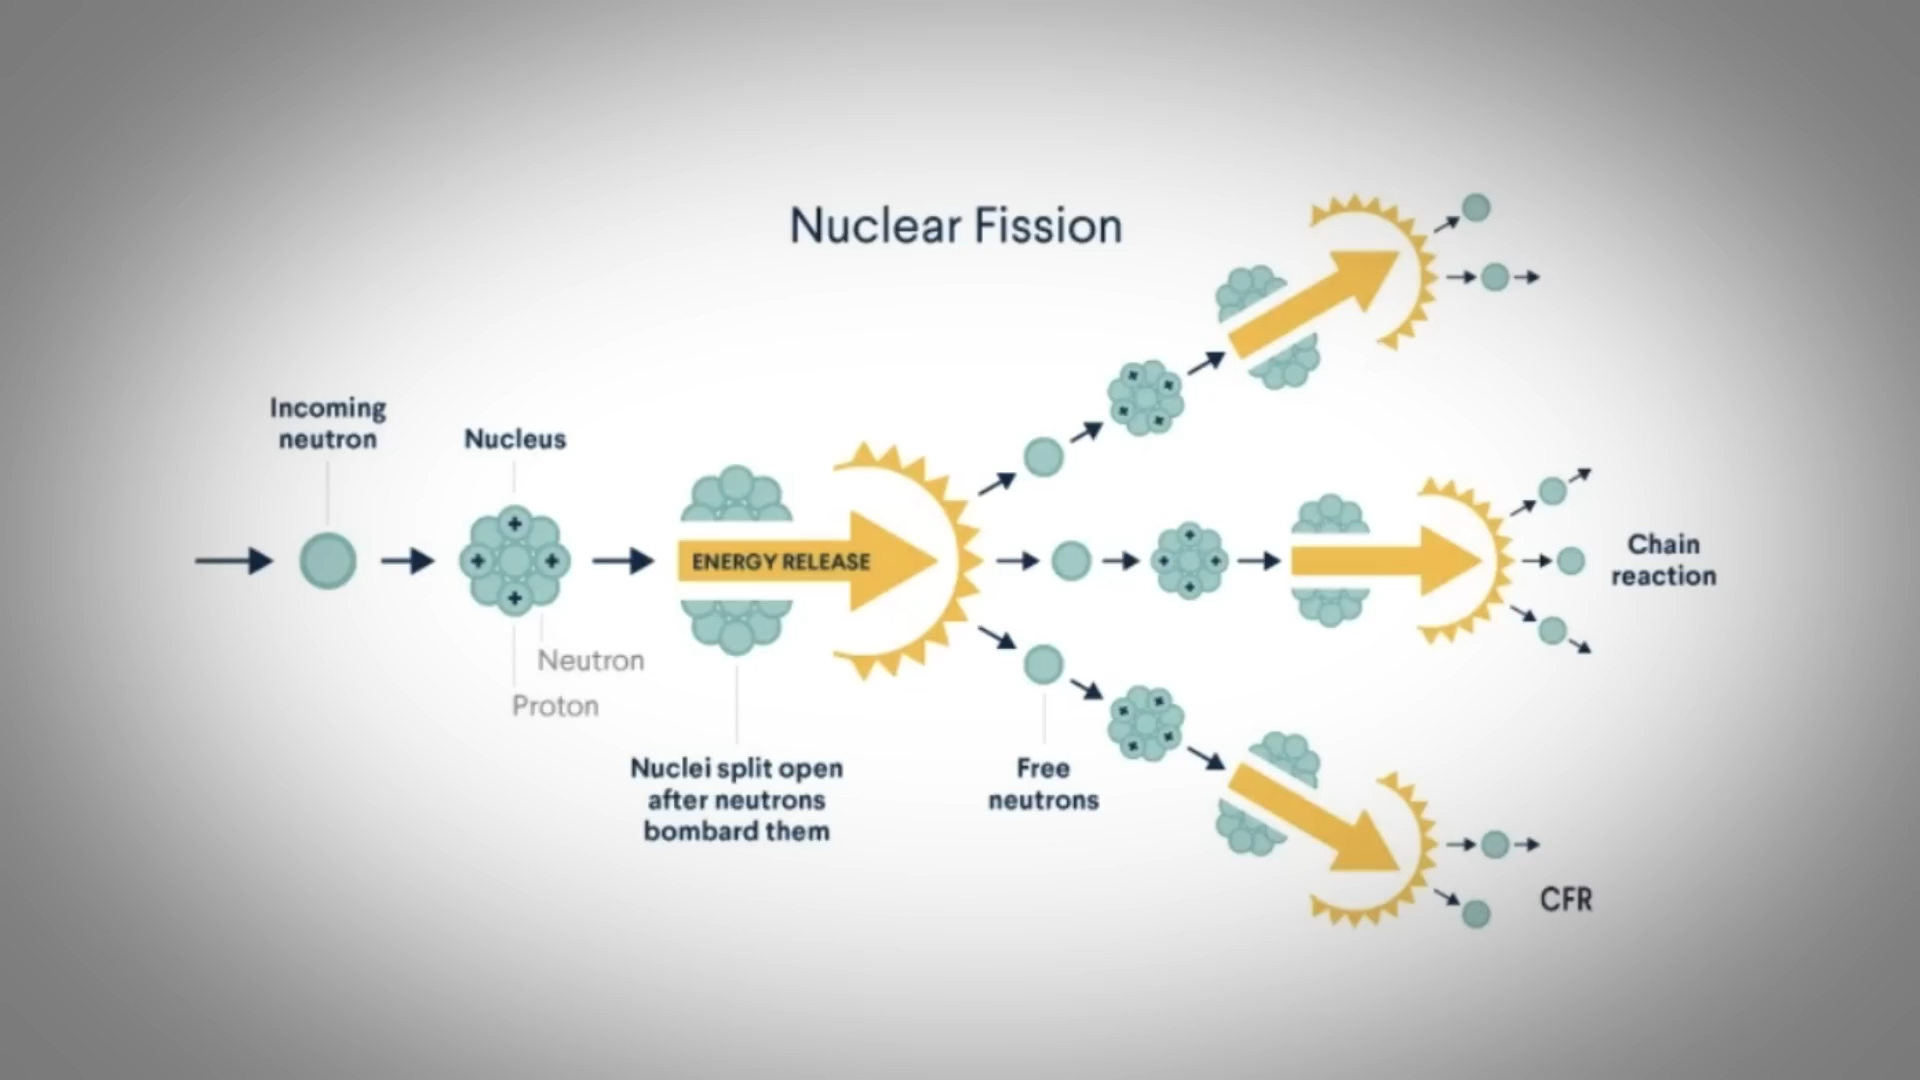 Nuclear Fission
Incoming
neutron
Nucleus
ENERGY RELEASE
Neutron
Proton
Nuclei split open
after neutrons
bombard them
Free
neutrons
Chain
reaction
CFR